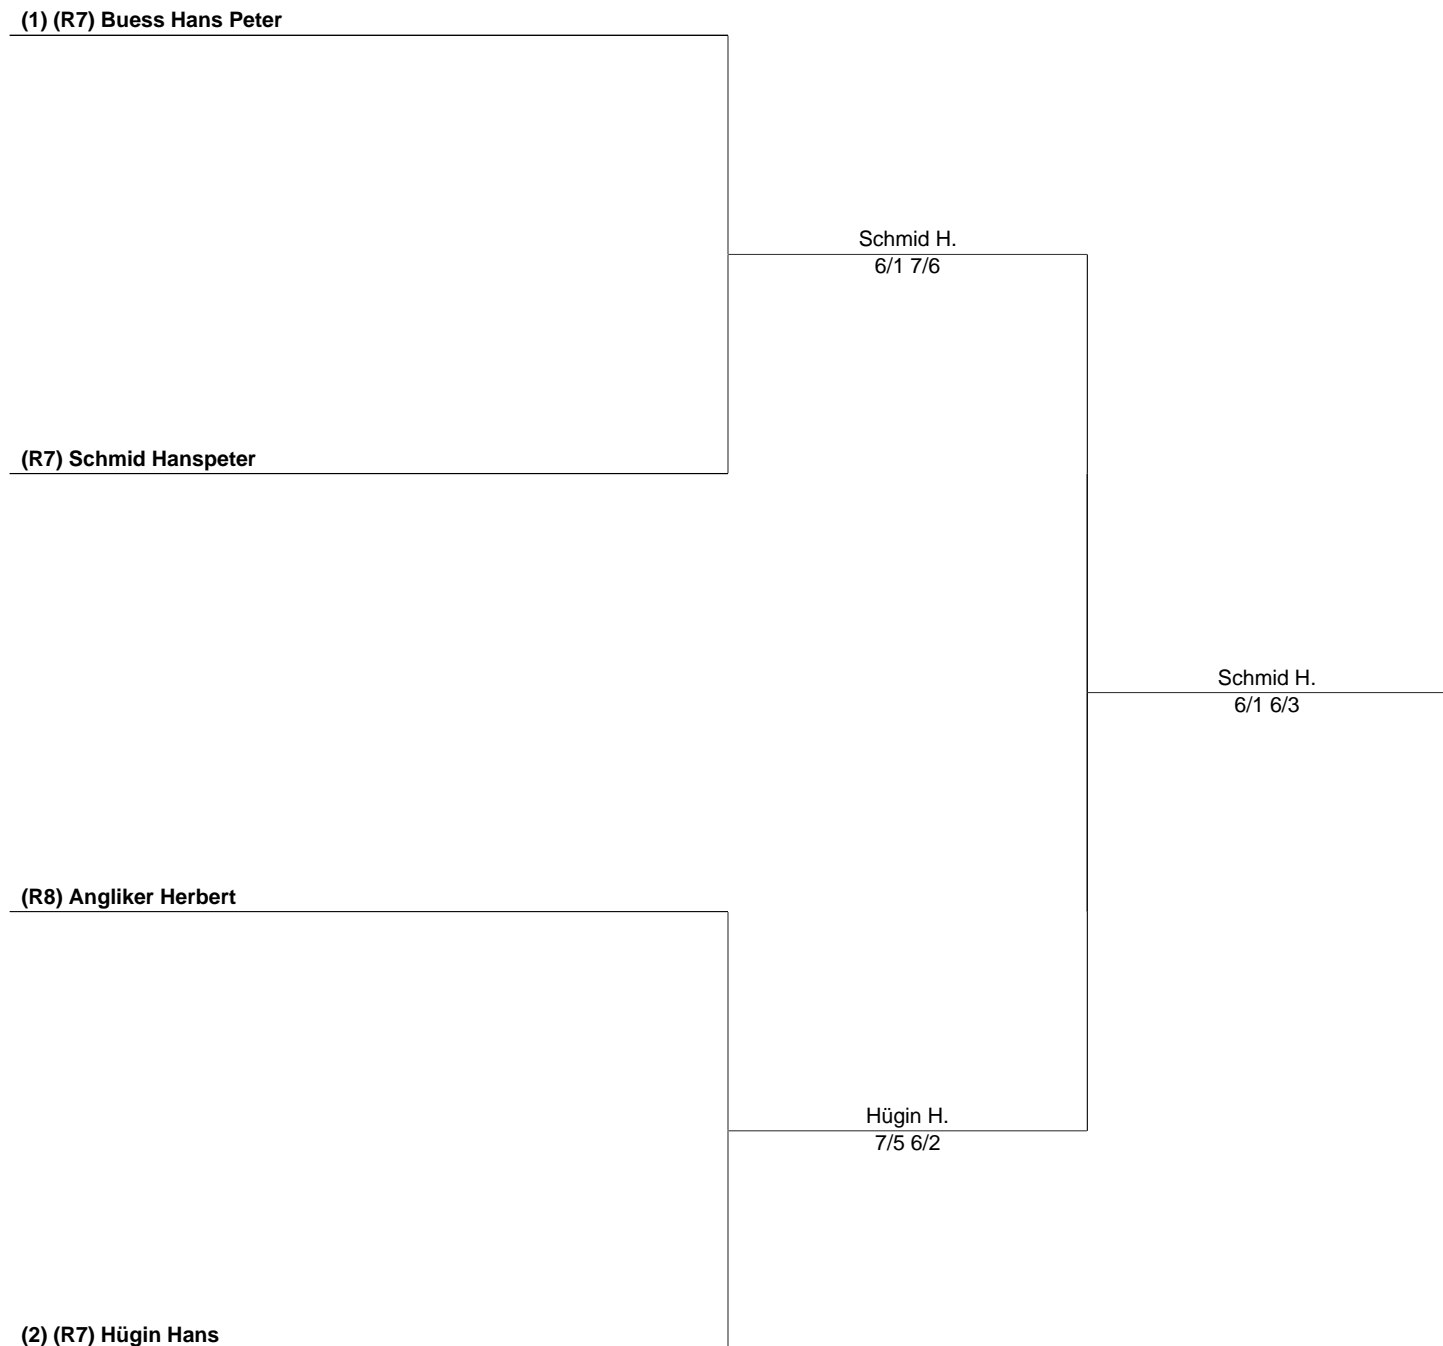 (1) (R7) Buess Hans Peter
Schmid H.
6/1 7/6
(R7) Schmid Hanspeter
Schmid H.
6/1 6/3
(R8) Angliker Herbert
Hügin H.
7/5 6/2
(2) (R7) Hügin Hans